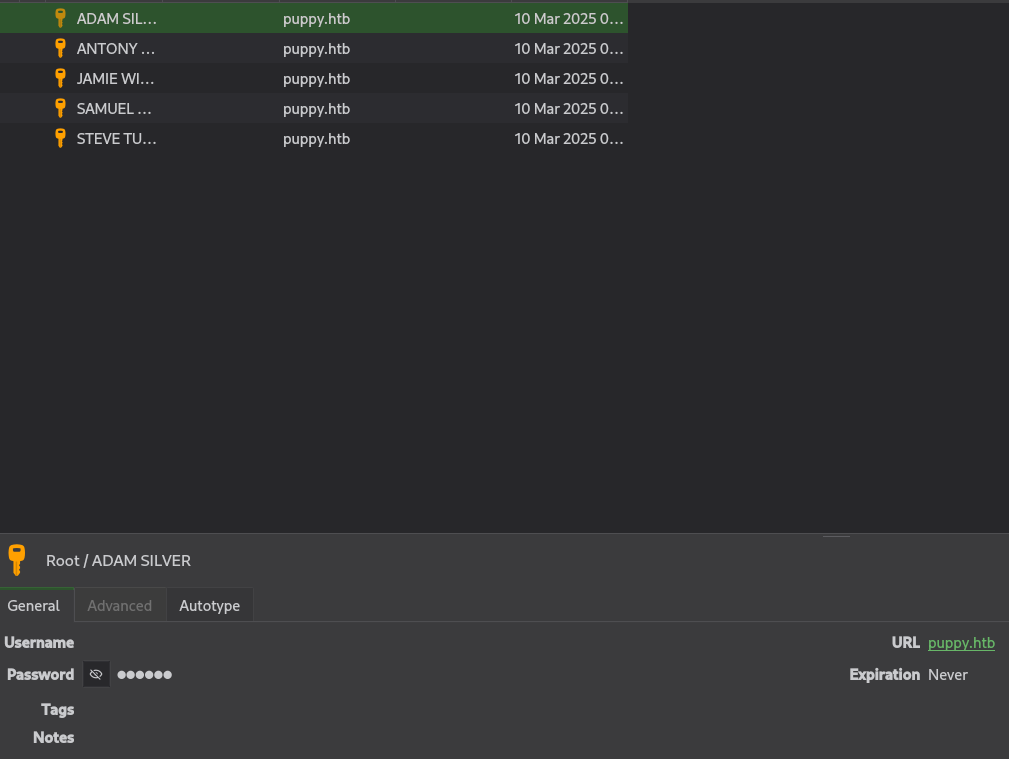 ADAM SIL... puppy.htb 10 Mar 2025 0...
ANTONY ... puppy.htb 10 Mar 2025 0...
JAMIE WI... puppy.htb 10 Mar 2025 0...
SAMUEL ... puppy.htb 10 Mar 2025 0...
STEVE TU... puppy.htb 10 Mar 2025 0...
Root / ADAM SILVER
General Advanced Autotype
Username URL puppy.htb
Password ●●●●●● Expiration Never
Tags
Notes